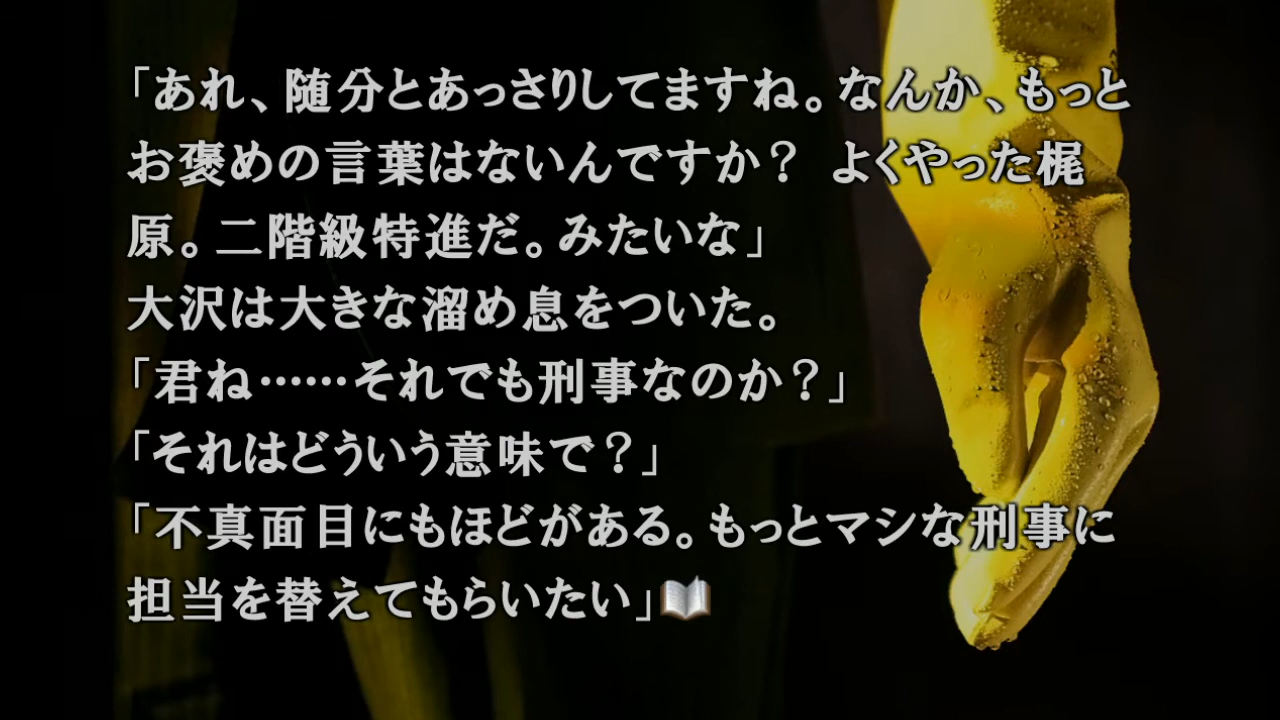 「あれ、随分とあっさりしてますね。なんか、もっと
お褒めの言葉はないんですか？　よくやった梶
原。二階級特進だ。みたいな」
大沢は大きな溜め息をついた。
「君ね……それでも刑事なのか？」
「それはどういう意味で？」
「不真面目にもほどがある。もっとマシな刑事に
担当を替えてもらいたい」